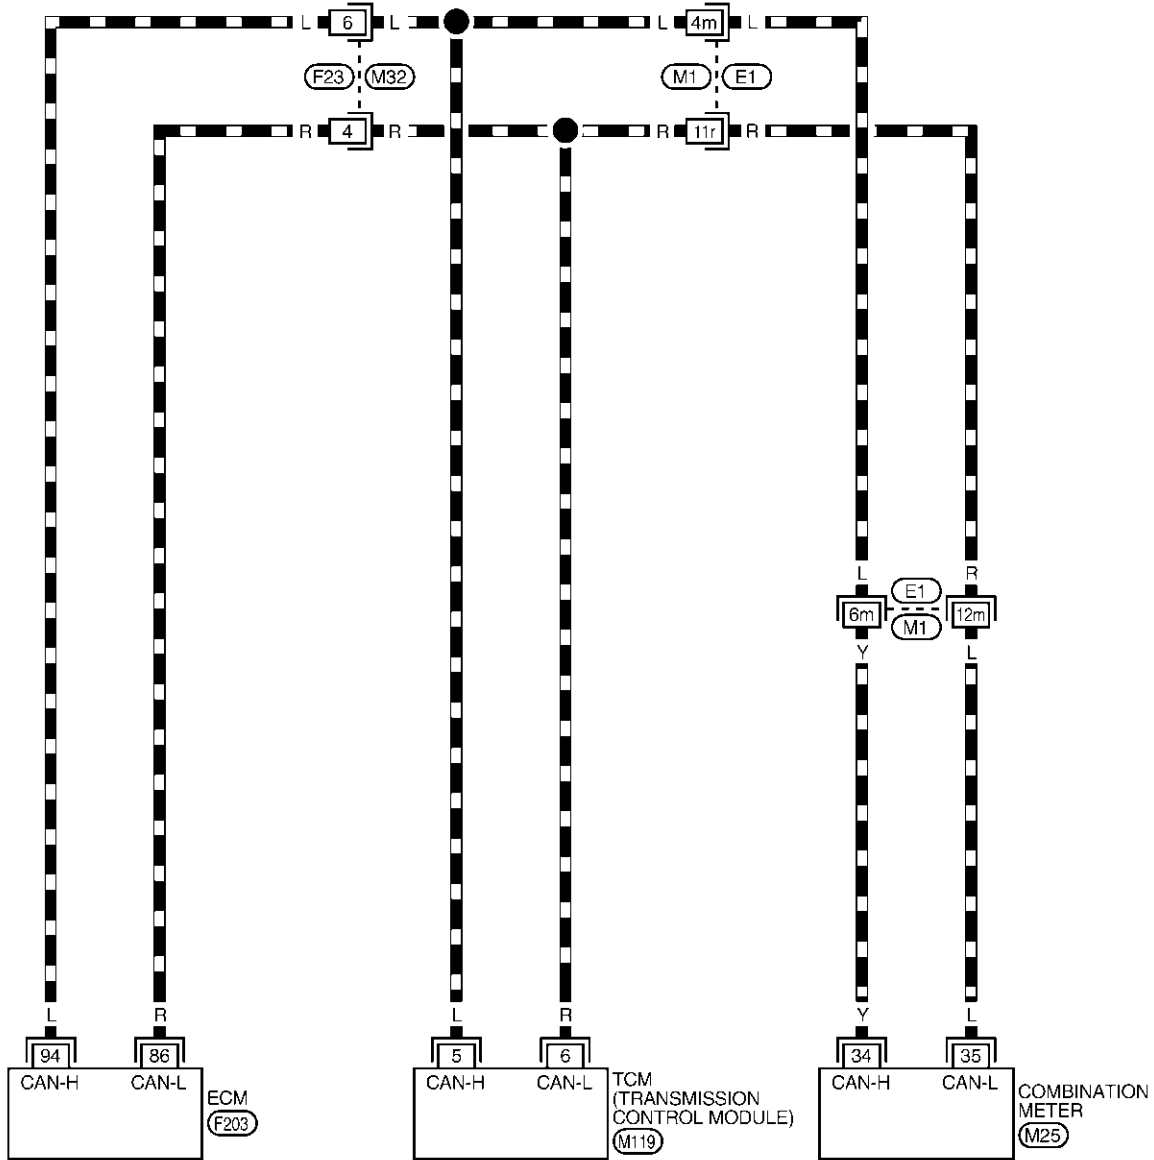 L 6 L L 4m L
F23 M32 M1 E1
R 4 R R 11r R
L R
E1
6m 12m
M1
Y L
L R L R Y L
94 86 5 6 34 35
CAN-H CAN-L CAN-H CAN-L CAN-H CAN-L
ECM
F203
TCM
(TRANSMISSION
CONTROL MODULE)
M119
COMBINATION
METER
M25